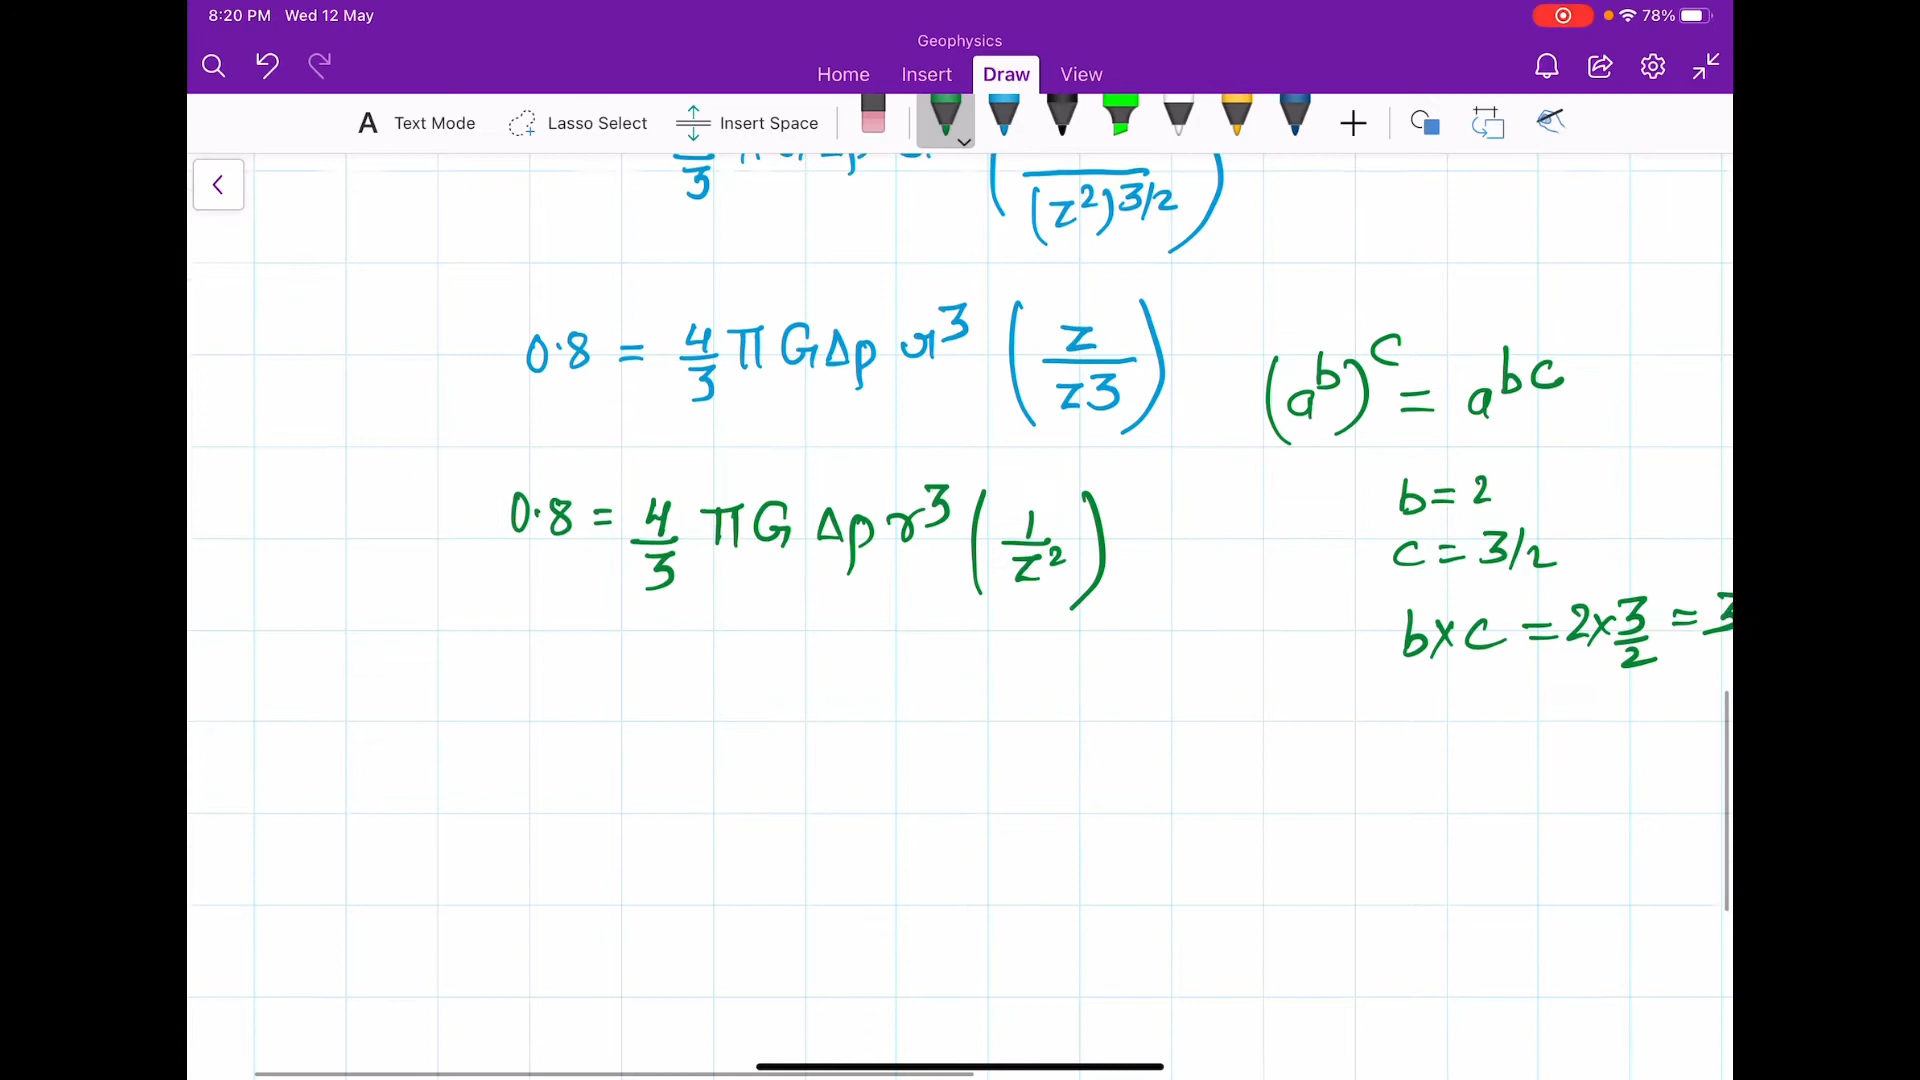 8:20 PM Wed 12 May
78%
Geophysics
Home Insert Draw View
A Text Mode Lasso Select Insert Space
3
(z²)^3/2
0.8 = 4/3 π G Δρ r³ (z/z3)
(a^b)^c = a^bc
0.8 = 4/3 π G Δρ r³ (1/z²)
b = 2
c = 3/2
b×c = 2×3/2 = 3